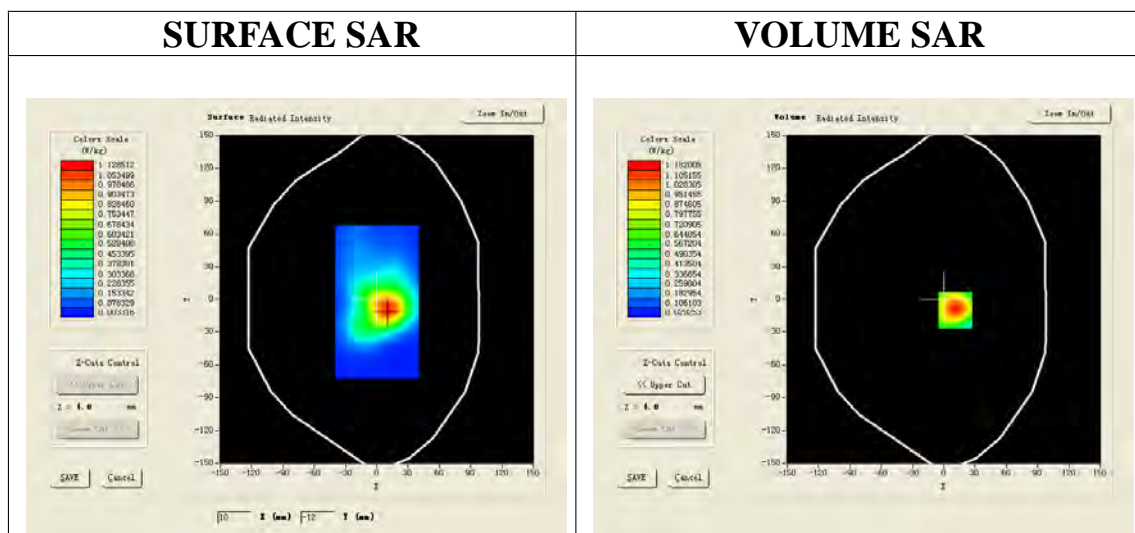 SURFACE SAR
VOLUME SAR
Surface Radiated Intensity
Zoom In/Out
Colors Scale
(W/kg)
1.128512
1.053499
0.978486
0.903473
0.828460
0.753447
0.678434
0.603421
0.528408
0.453395
0.378381
0.303368
0.228355
0.153342
0.078329
0.003316
150
120
90
60
30
0
-30
-60
-90
-120
-150
Y
-150 -120 -90 -60 -30 0 30 60 90 120 150
X
Z-Cuts Control
Z = 4.0 mm
SAVE Cancel
10 X (mm) -12 Y (mm)
Volume Radiated Intensity
Zoom In/Out
Colors Scale
(W/kg)
1.182005
1.105155
1.028305
0.951455
0.874605
0.797755
0.720905
0.644054
0.567204
0.490354
0.413504
0.336654
0.259804
0.182954
0.106103
0.029253
150
120
90
60
30
0
-30
-60
-90
-120
-150
Y
-150 -120 -90 -60 -30 0 30 60 90 120 150
X
Z-Cuts Control
<< Upper Cut
Z = 4.0 mm
SAVE Cancel